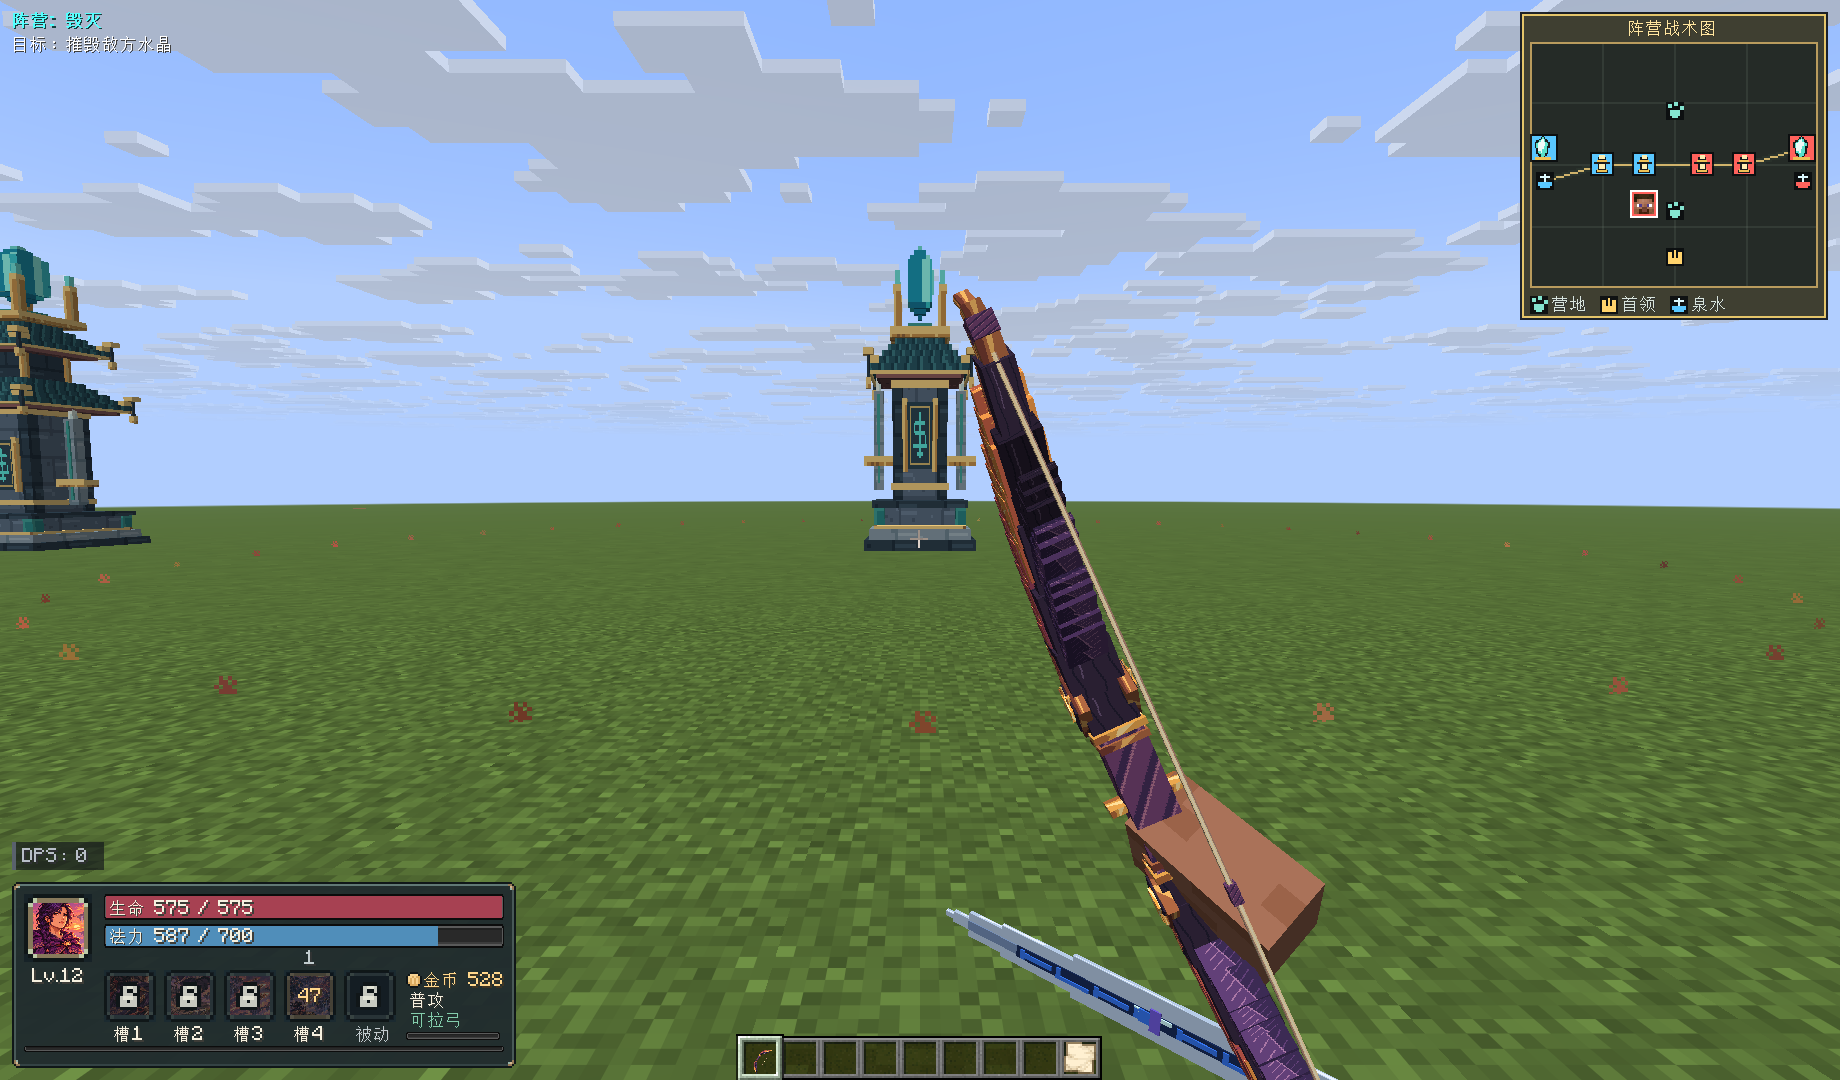 阵营：毁灭
目标：摧毁敌方水晶
阵营战术图
营地 首领 泉水
DPS: 0
生命 575 / 575
法力 587 / 700
1
Lv.12
47
金币 528
普攻
可拉弓
槽1 槽2 槽3 槽4 被动